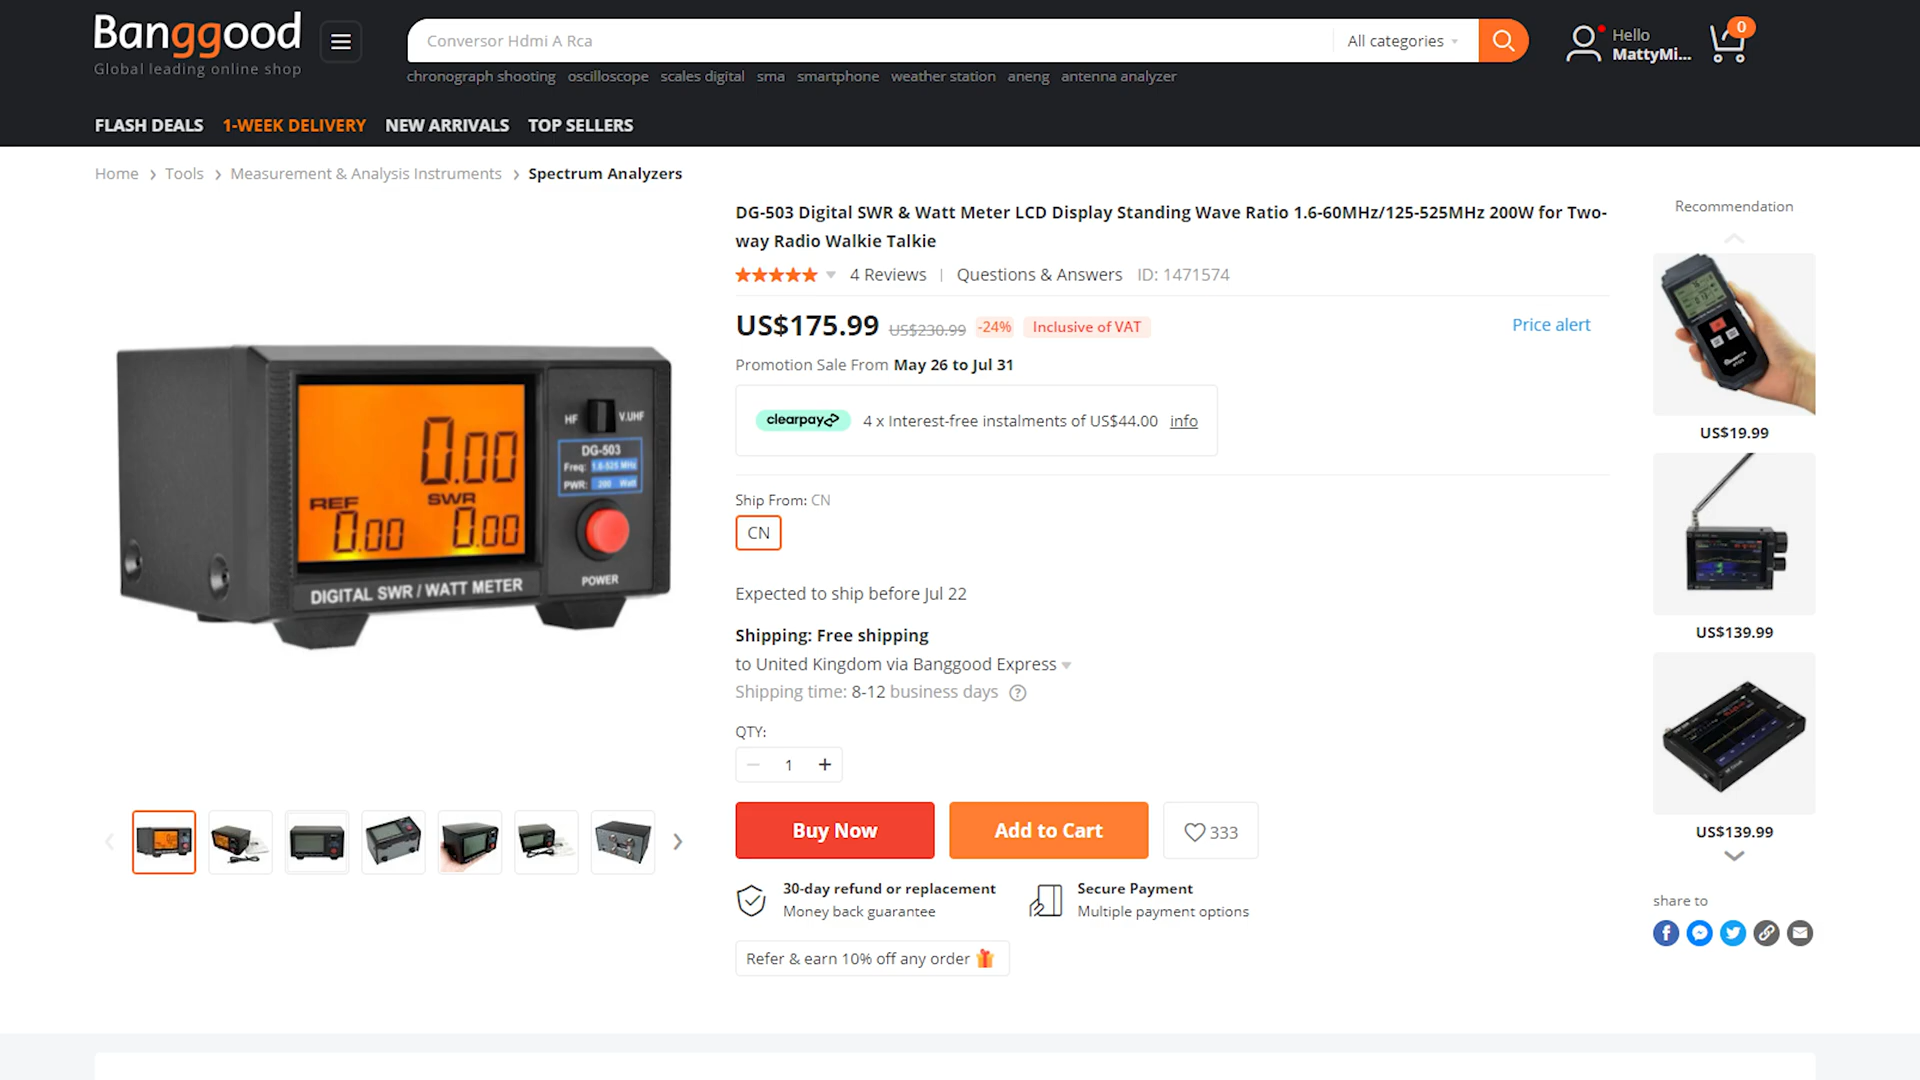 Banggood
Global leading online shop
Conversor Hdmi A Rca
All categories
Hello
MattyMi...
0
chronograph shooting oscilloscope scales digital sma smartphone weather station aneng antenna analyzer
FLASH DEALS 1-WEEK DELIVERY NEW ARRIVALS TOP SELLERS
Home > Tools > Measurement & Analysis Instruments > Spectrum Analyzers
DG-503 Digital SWR & Watt Meter LCD Display Standing Wave Ratio 1.6-60MHz/125-525MHz 200W for Two-
way Radio Walkie Talkie
4 Reviews | Questions & Answers ID: 1471574
US$175.99 US$230.99 -24% Inclusive of VAT
Price alert
Promotion Sale From May 26 to Jul 31
clearpay 4 x Interest-free instalments of US$44.00 info
Ship From: CN
CN
Expected to ship before Jul 22
Shipping: Free shipping
to United Kingdom via Banggood Express
Shipping time: 8-12 business days ?
QTY:
1
Buy Now
Add to Cart
333
30-day refund or replacement
Money back guarantee
Secure Payment
Multiple payment options
Refer & earn 10% off any order
0.00
REF
0.00
SWR
0.00
HF
V.UHF
DG-503
Freq: 1.6-525 MHz
PWR: 200 Watt
POWER
DIGITAL SWR / WATT METER
Recommendation
US$19.99
US$139.99
US$139.99
share to